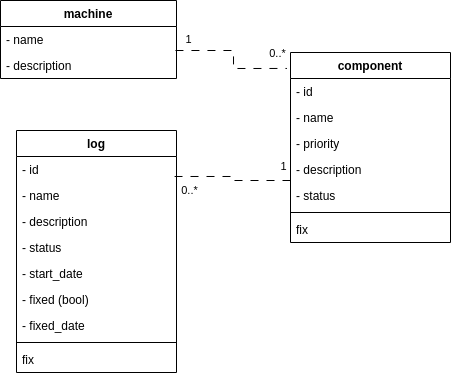 machine
- name
- description
1
0..*
component
- id
- name
- priority
- description
- status
fix
log
- id
- name
- description
- status
- start_date
- fixed (bool)
- fixed_date
fix
0..*
1